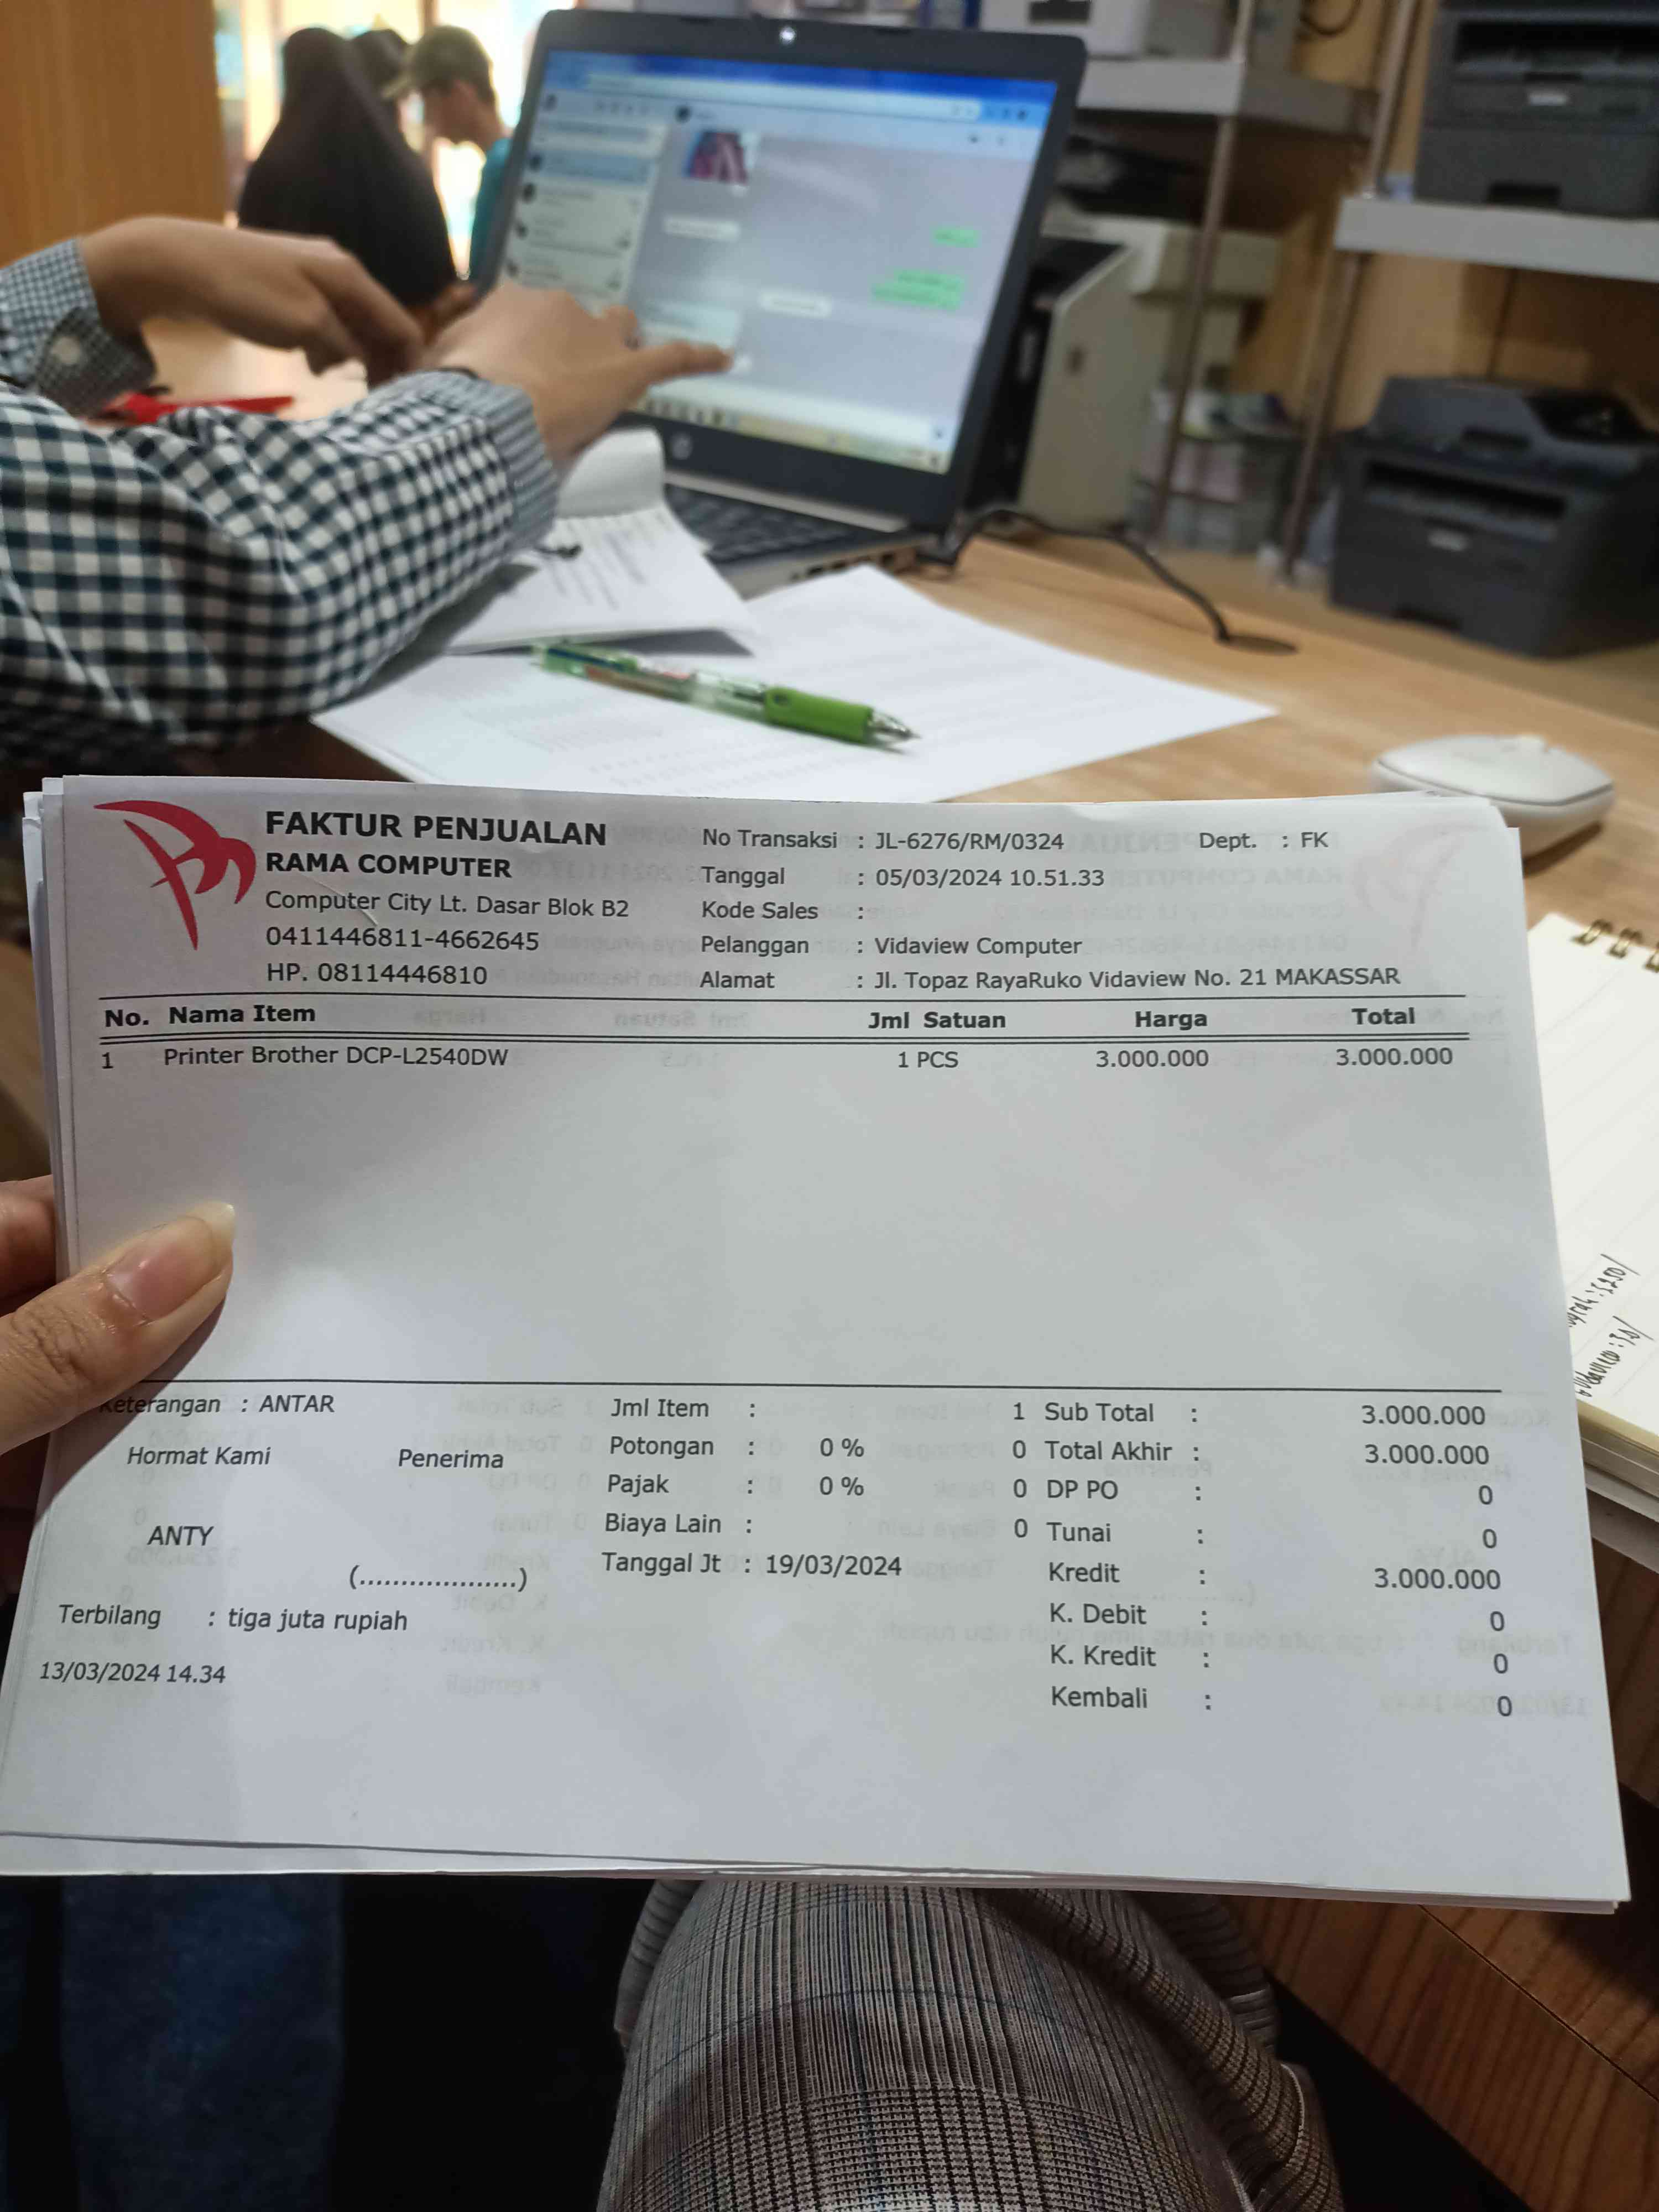 FAKTUR PENJUALAN
RAMA COMPUTER
Computer City Lt. Dasar Blok B2
0411446811-4662645
HP. 08114446810
No Transaksi : JL-6276/RM/0324 Dept. : FK
Tanggal : 05/03/2024 10.51.33
Kode Sales :
Pelanggan : Vidaview Computer
Alamat : Jl. Topaz RayaRuko Vidaview No. 21 MAKASSAR
No. Nama Item Jml Satuan Harga Total
1 Printer Brother DCP-L2540DW 1 PCS 3.000.000 3.000.000
Keterangan : ANTAR
Hormat Kami Penerima
ANTY
(...................)
Terbilang : tiga juta rupiah
13/03/2024 14.34
Jml Item : 1
Potongan : 0 % 0
Pajak : 0 % 0
Biaya Lain : 0
Tanggal Jt : 19/03/2024
Sub Total : 3.000.000
Total Akhir : 3.000.000
DP PO : 0
Tunai : 0
Kredit : 3.000.000
K. Debit : 0
K. Kredit : 0
Kembali : 0